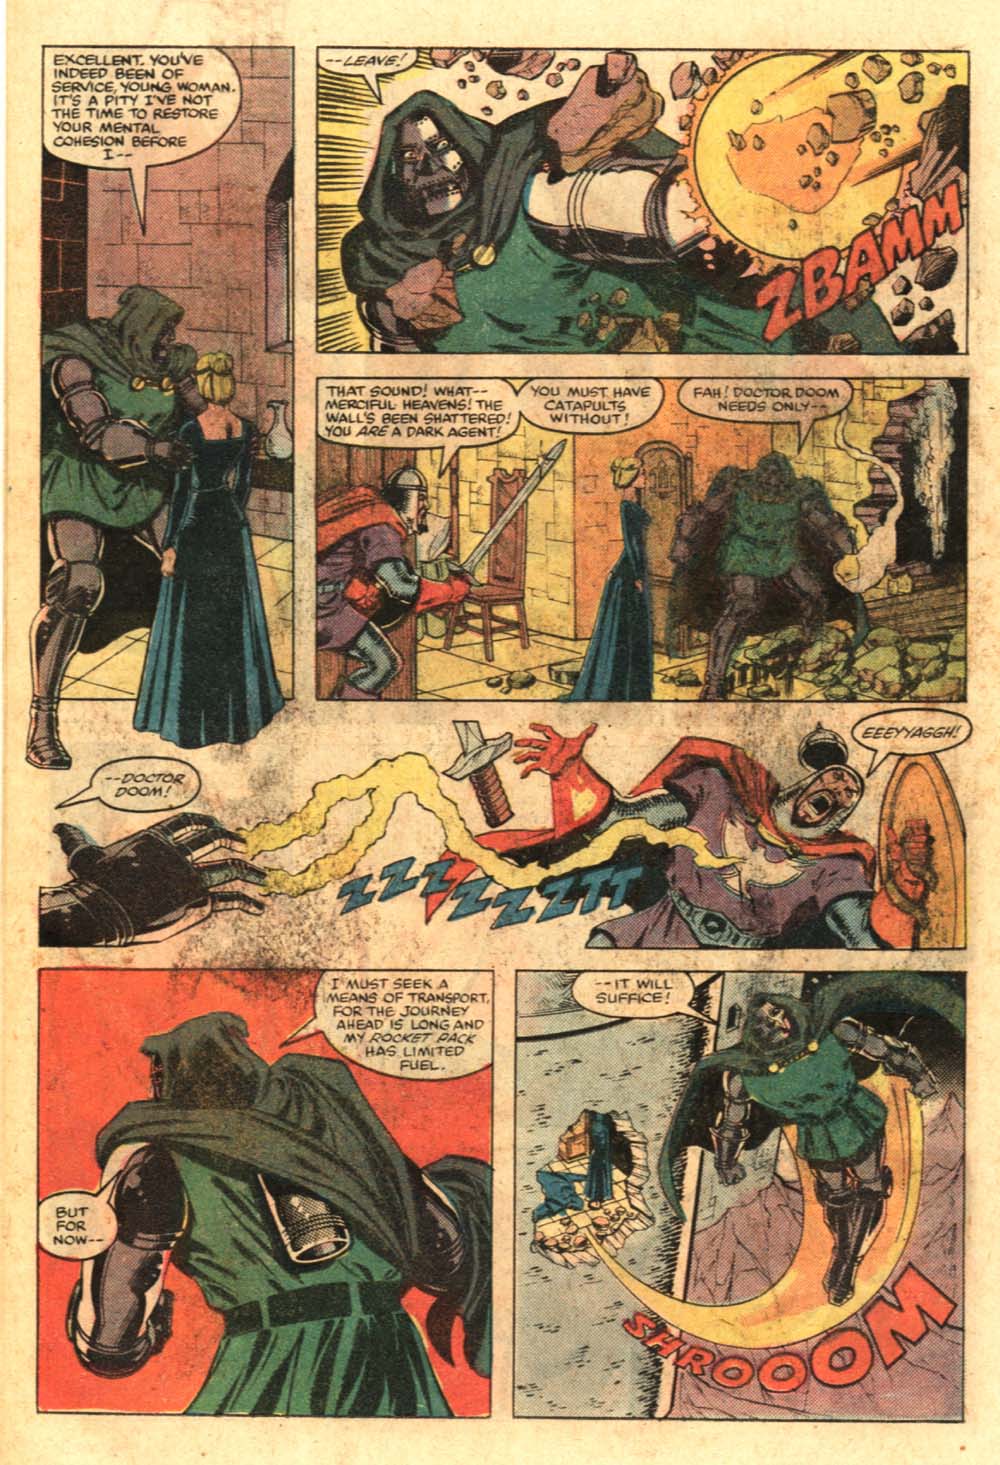 EXCELLENT. YOU'VE
INDEED BEEN OF
SERVICE, YOUNG WOMAN.
IT'S A PITY I'VE NOT
THE TIME TO RESTORE
YOUR MENTAL
COHESION BEFORE
I--
--LEAVE!
ZBAMM
THAT SOUND! WHAT--
MERCIFUL HEAVENS! THE
WALL'S BEEN SHATTERED!
YOU ARE A DARK AGENT!
YOU MUST HAVE
CATAPULTS
WITHOUT!
FAH! DOCTOR DOOM
NEEDS ONLY--
--DOCTOR
DOOM!
ZZZZZZTT
EEEYYAGGH!
I MUST SEEK A
MEANS OF TRANSPORT,
FOR THE JOURNEY
AHEAD IS LONG AND
MY ROCKET PACK
HAS LIMITED
FUEL.
BUT
FOR
NOW--
--IT WILL
SUFFICE!
SHROOOM